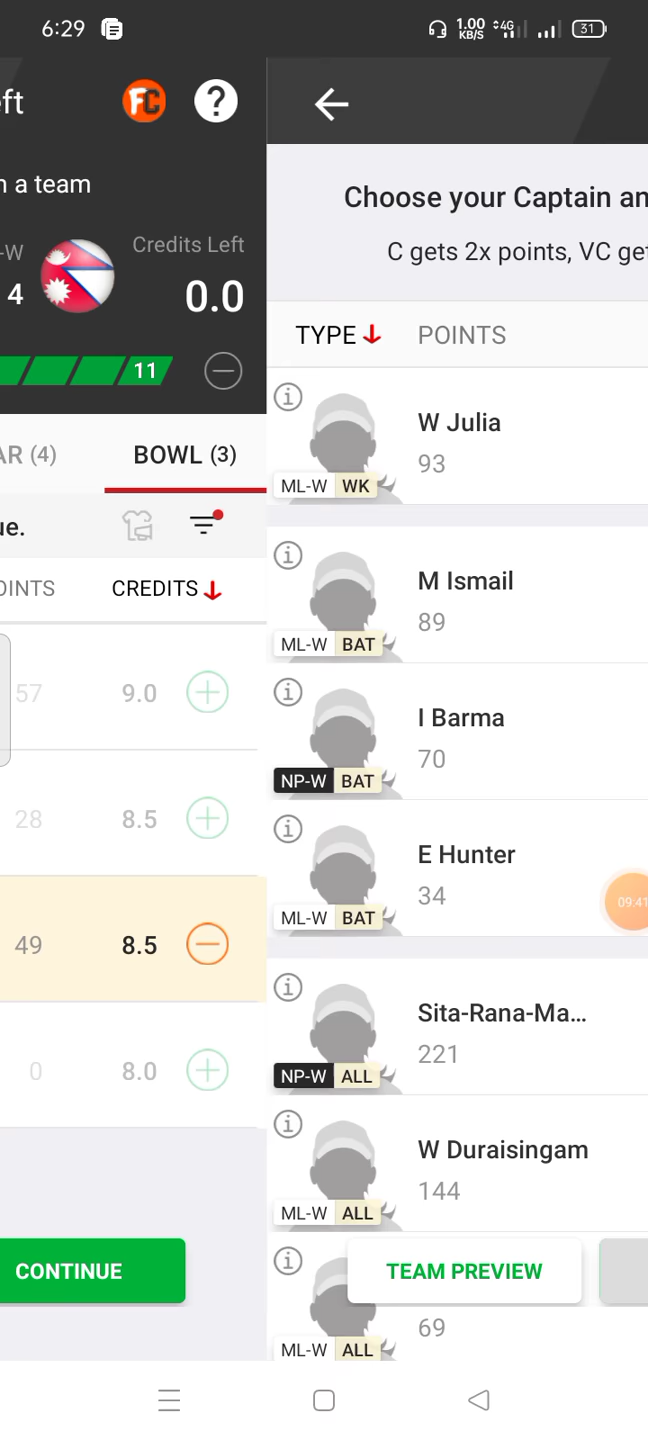 6:29
1.00
KB/S
4G
31
ft
FC
?
n a team
-W
4
Credits Left
0.0
11
AR (4)
BOWL (3)
ue.
OINTS
CREDITS
57
9.0
28
8.5
49
8.5
0
8.0
CONTINUE
Choose your Captain an
C gets 2x points, VC get
TYPE
POINTS
W Julia
93
ML-W WK
M Ismail
89
ML-W BAT
I Barma
70
NP-W BAT
E Hunter
34
ML-W BAT
09:41
Sita-Rana-Ma...
221
NP-W ALL
W Duraisingam
144
ML-W ALL
TEAM PREVIEW
69
ML-W ALL